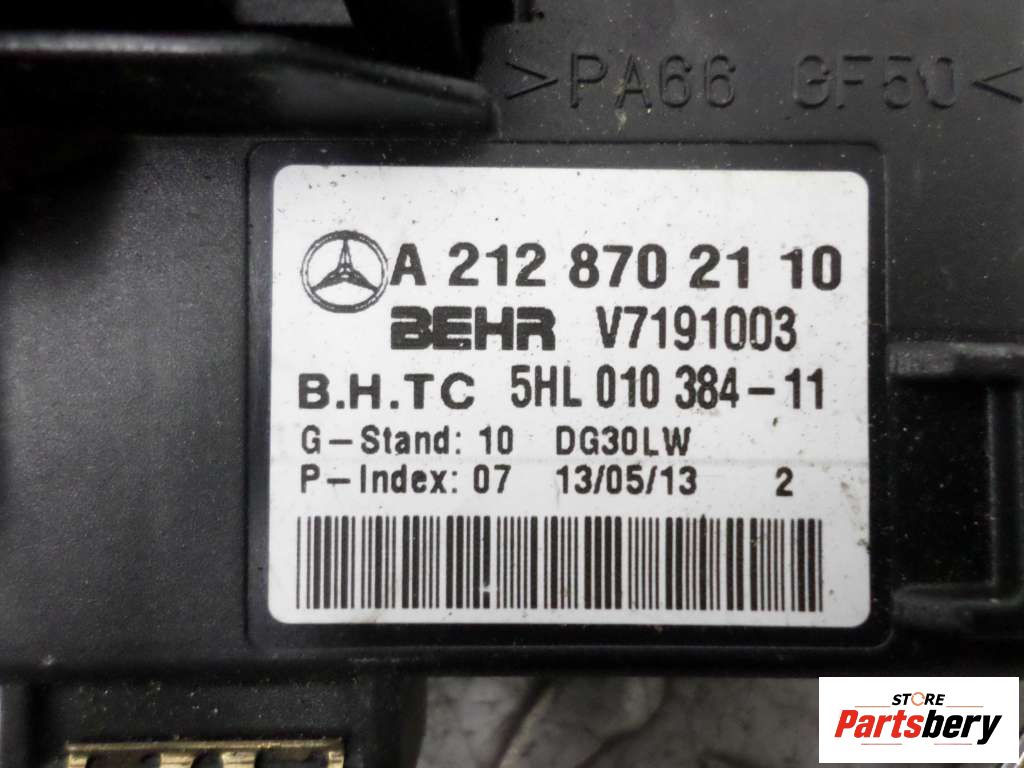 >PA66 GF50<
A 212 870 21 10
BEHR V7191003
B.H.TC 5HL 010 384-11
G-Stand: 10 DG30LW
P-Index: 07 13/05/13 2
STORE
Partsbery